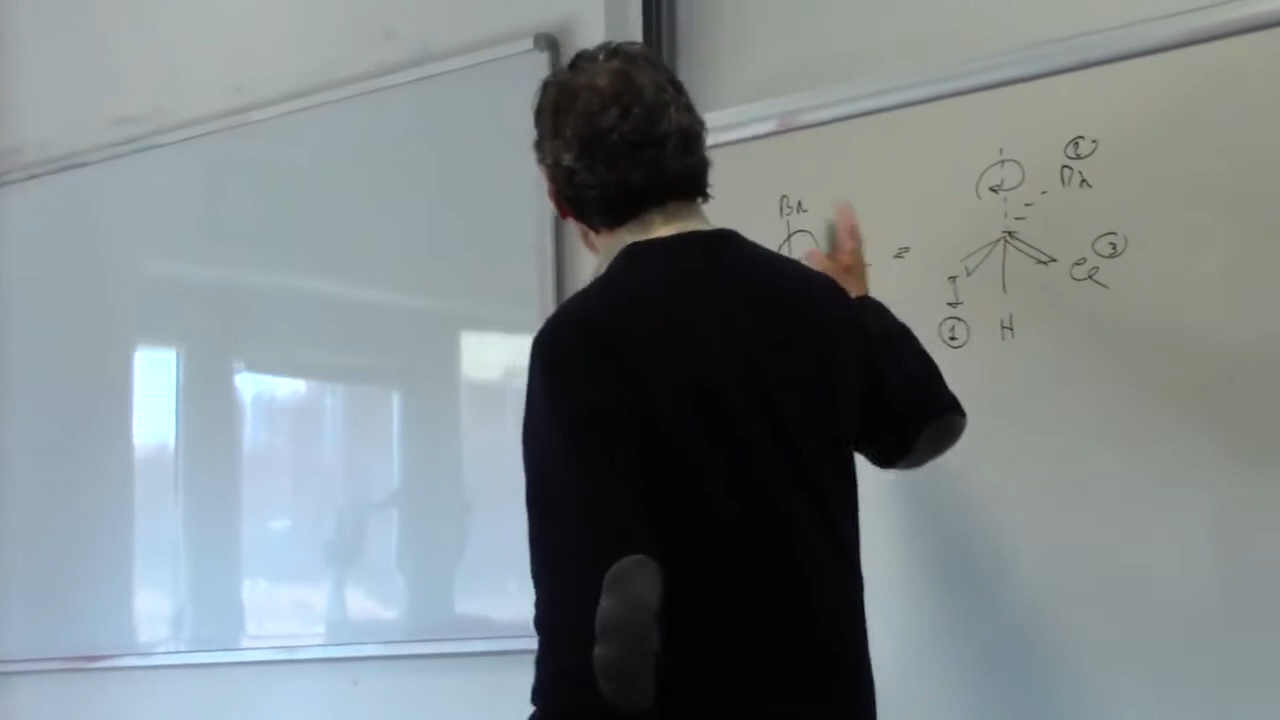 Br
=
②
Br
Cl ③
I
① H